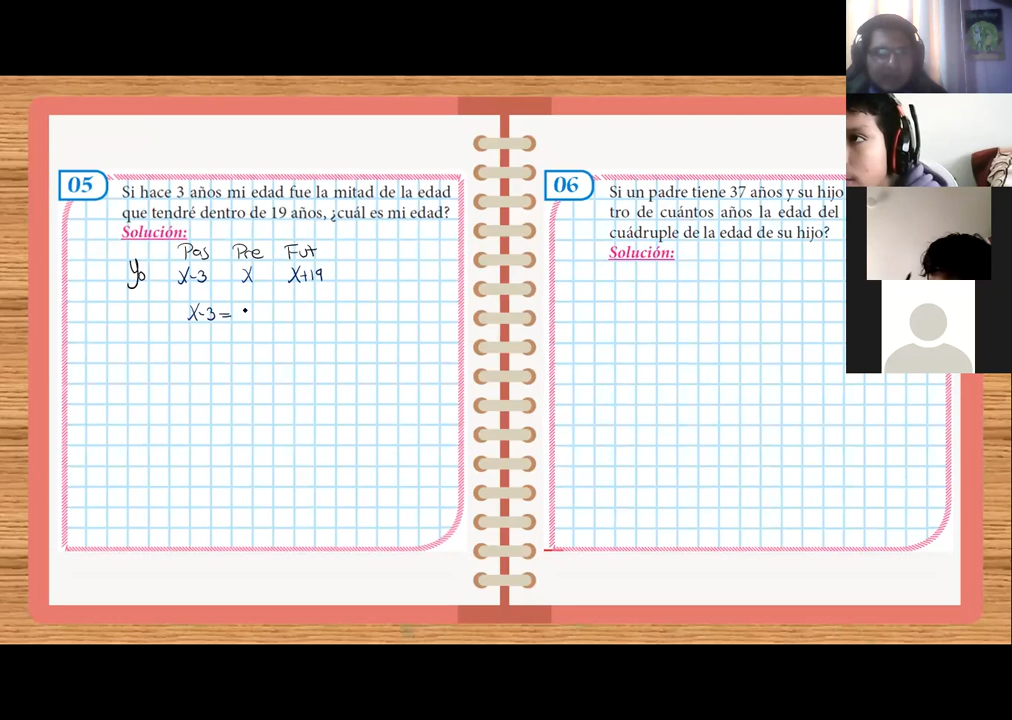 05
Si hace 3 años mi edad fue la mitad de la edad
que tendré dentro de 19 años, ¿cuál es mi edad?
Solución:
Pas Pre Fut
Yo X-3 X X+19
X-3=
06
Si un padre tiene 37 años y su hijo
tro de cuántos años la edad del
cuádruple de la edad de su hijo?
Solución: